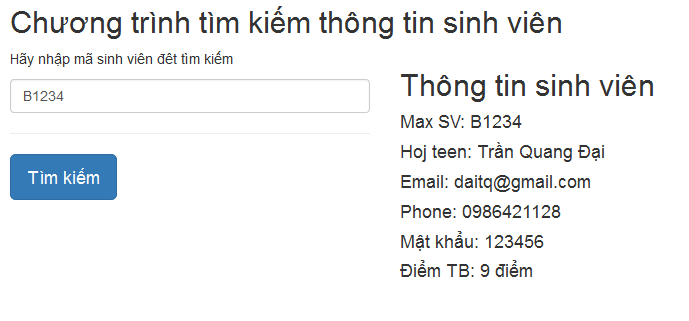 Chương trình tìm kiếm thông tin sinh viên
Hãy nhập mã sinh viên đêt tìm kiếm
B1234
Tìm kiếm
Thông tin sinh viên
Max SV: B1234
Hoj teen: Trần Quang Đại
Email: daitq@gmail.com
Phone: 0986421128
Mật khẩu: 123456
Điểm TB: 9 điểm